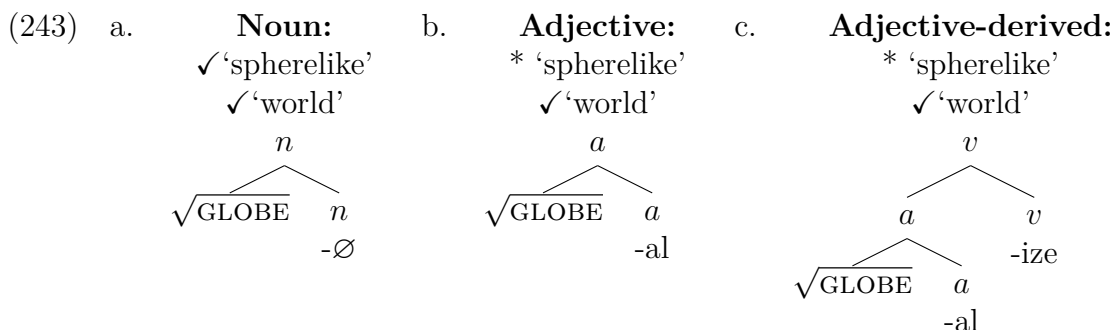 (243) a. Noun: b. Adjective: c. Adjective-derived:
✓‘spherelike’ * ‘spherelike’ * ‘spherelike’
✓‘world’ ✓‘world’ ✓‘world’
n a v
√GLOBE n √GLOBE a a v
-∅ -al -ize
√GLOBE a
-al